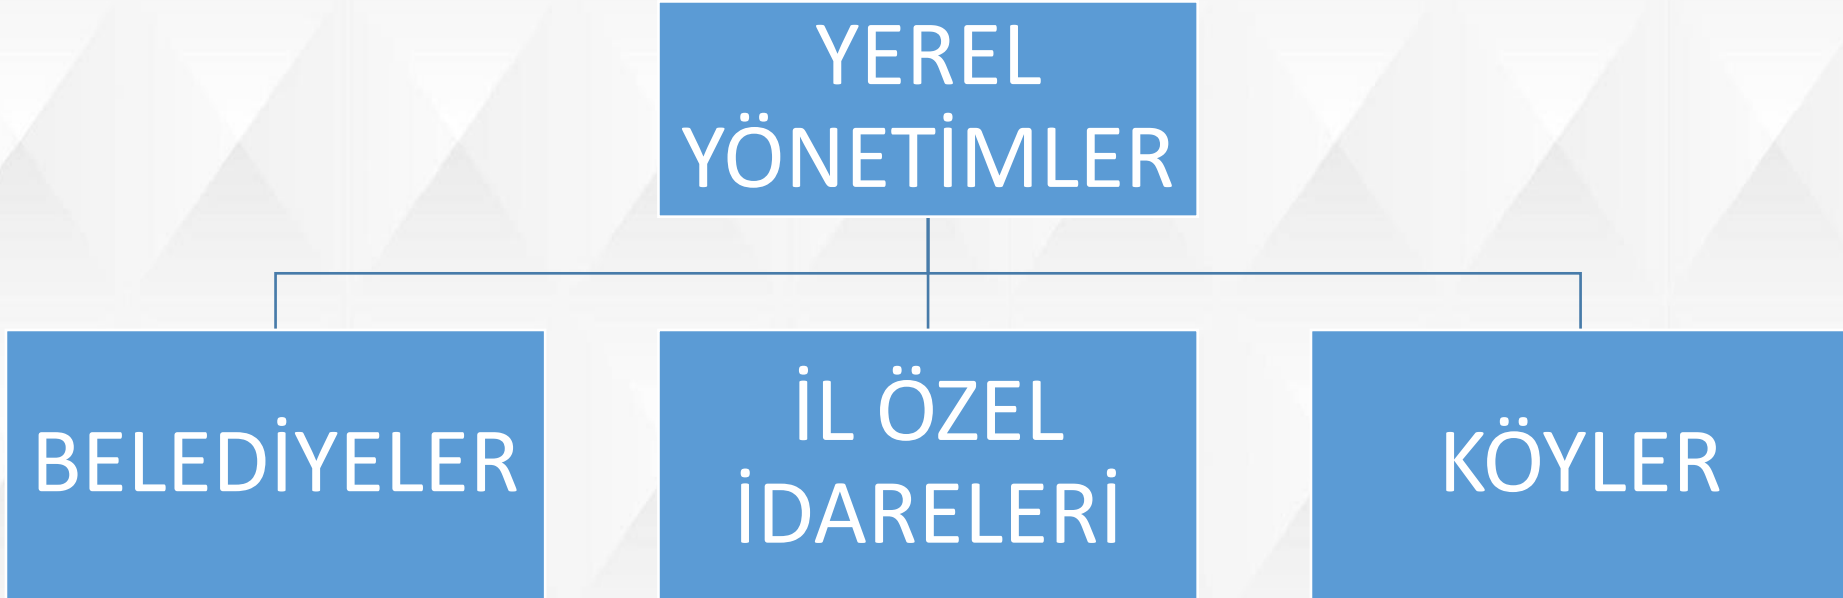 YEREL
YÖNETİMLER
BELEDİYELER
İL ÖZEL
İDARELERİ
KÖYLER